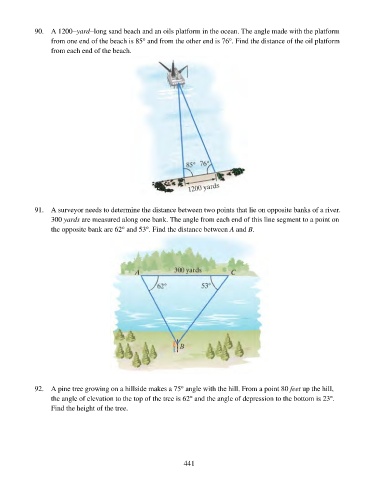 90. A 1200–yard–long sand beach and an oils platform in the ocean. The angle made with the platform
from one end of the beach is 85º and from the other end is 76º. Find the distance of the oil platform
from each end of the beach.
85° 76°
1200 yards
91. A surveyor needs to determine the distance between two points that lie on opposite banks of a river.
300 yards are measured along one bank. The angle from each end of this line segment to a point on
the opposite bank are 62º and 53º. Find the distance between A and B.
A 300 yards C
62° 53°
B
92. A pine tree growing on a hillside makes a 75º angle with the hill. From a point 80 feet up the hill,
the angle of elevation to the top of the tree is 62º and the angle of depression to the bottom is 23º.
Find the height of the tree.
441